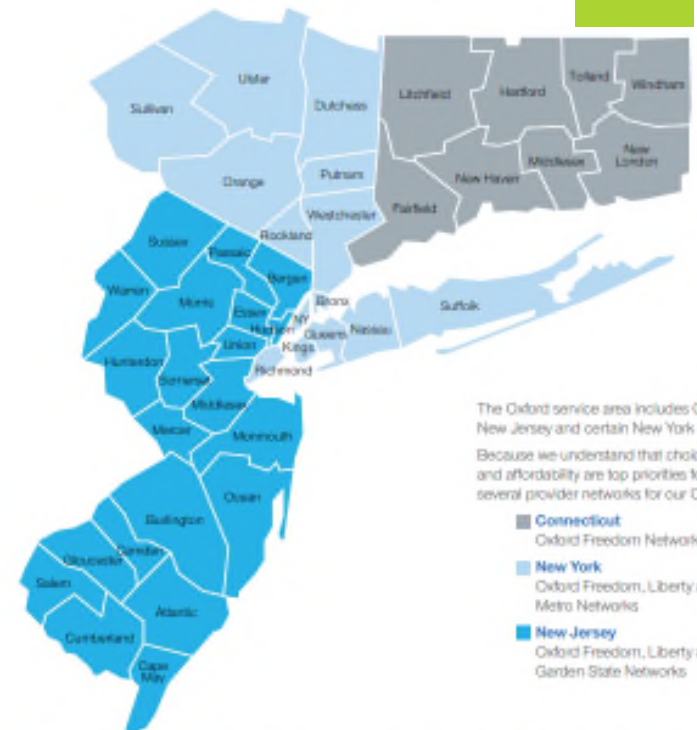 Ulster
Sullivan
Dutchess
Litchfield
Hartford
Tolland
Windham
Orange
Putnam
Middlesex
New
London
New Haven
Westchester
Fairfield
Rockland
Sussex
Passaic
Bergen
Warren
Morris
Essex
Bronx
Suffolk
NY
Hudson
Queens
Nassau
Union
Kings
Hunterdon
Richmond
Somerset
Middlesex
Mercer
Monmouth
Ocean
Burlington
Camden
Gloucester
Salem
Atlantic
Cumberland
Cape
May
The Oxford service area includes
New Jersey and certain New York
Because we understand that
and affordability are top priorities
several provider networks for our
Connecticut
Oxford Freedom
New York
Oxford Freedom, Liberty
Metro Networks
New Jersey
Oxford Freedom, Liberty
Garden State Networks